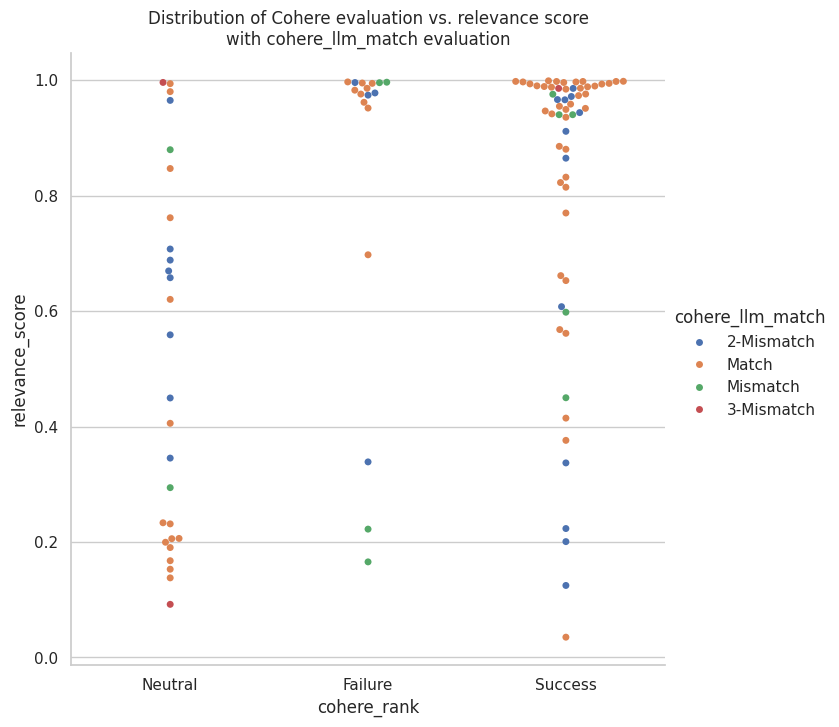 Distribution of Cohere evaluation vs. relevance score
with cohere_llm_match evaluation
1.0
0.8
0.6
0.4
0.2
0.0
relevance_score
Neutral
Failure
Success
cohere_rank
cohere_llm_match
2-Mismatch
Match
Mismatch
3-Mismatch